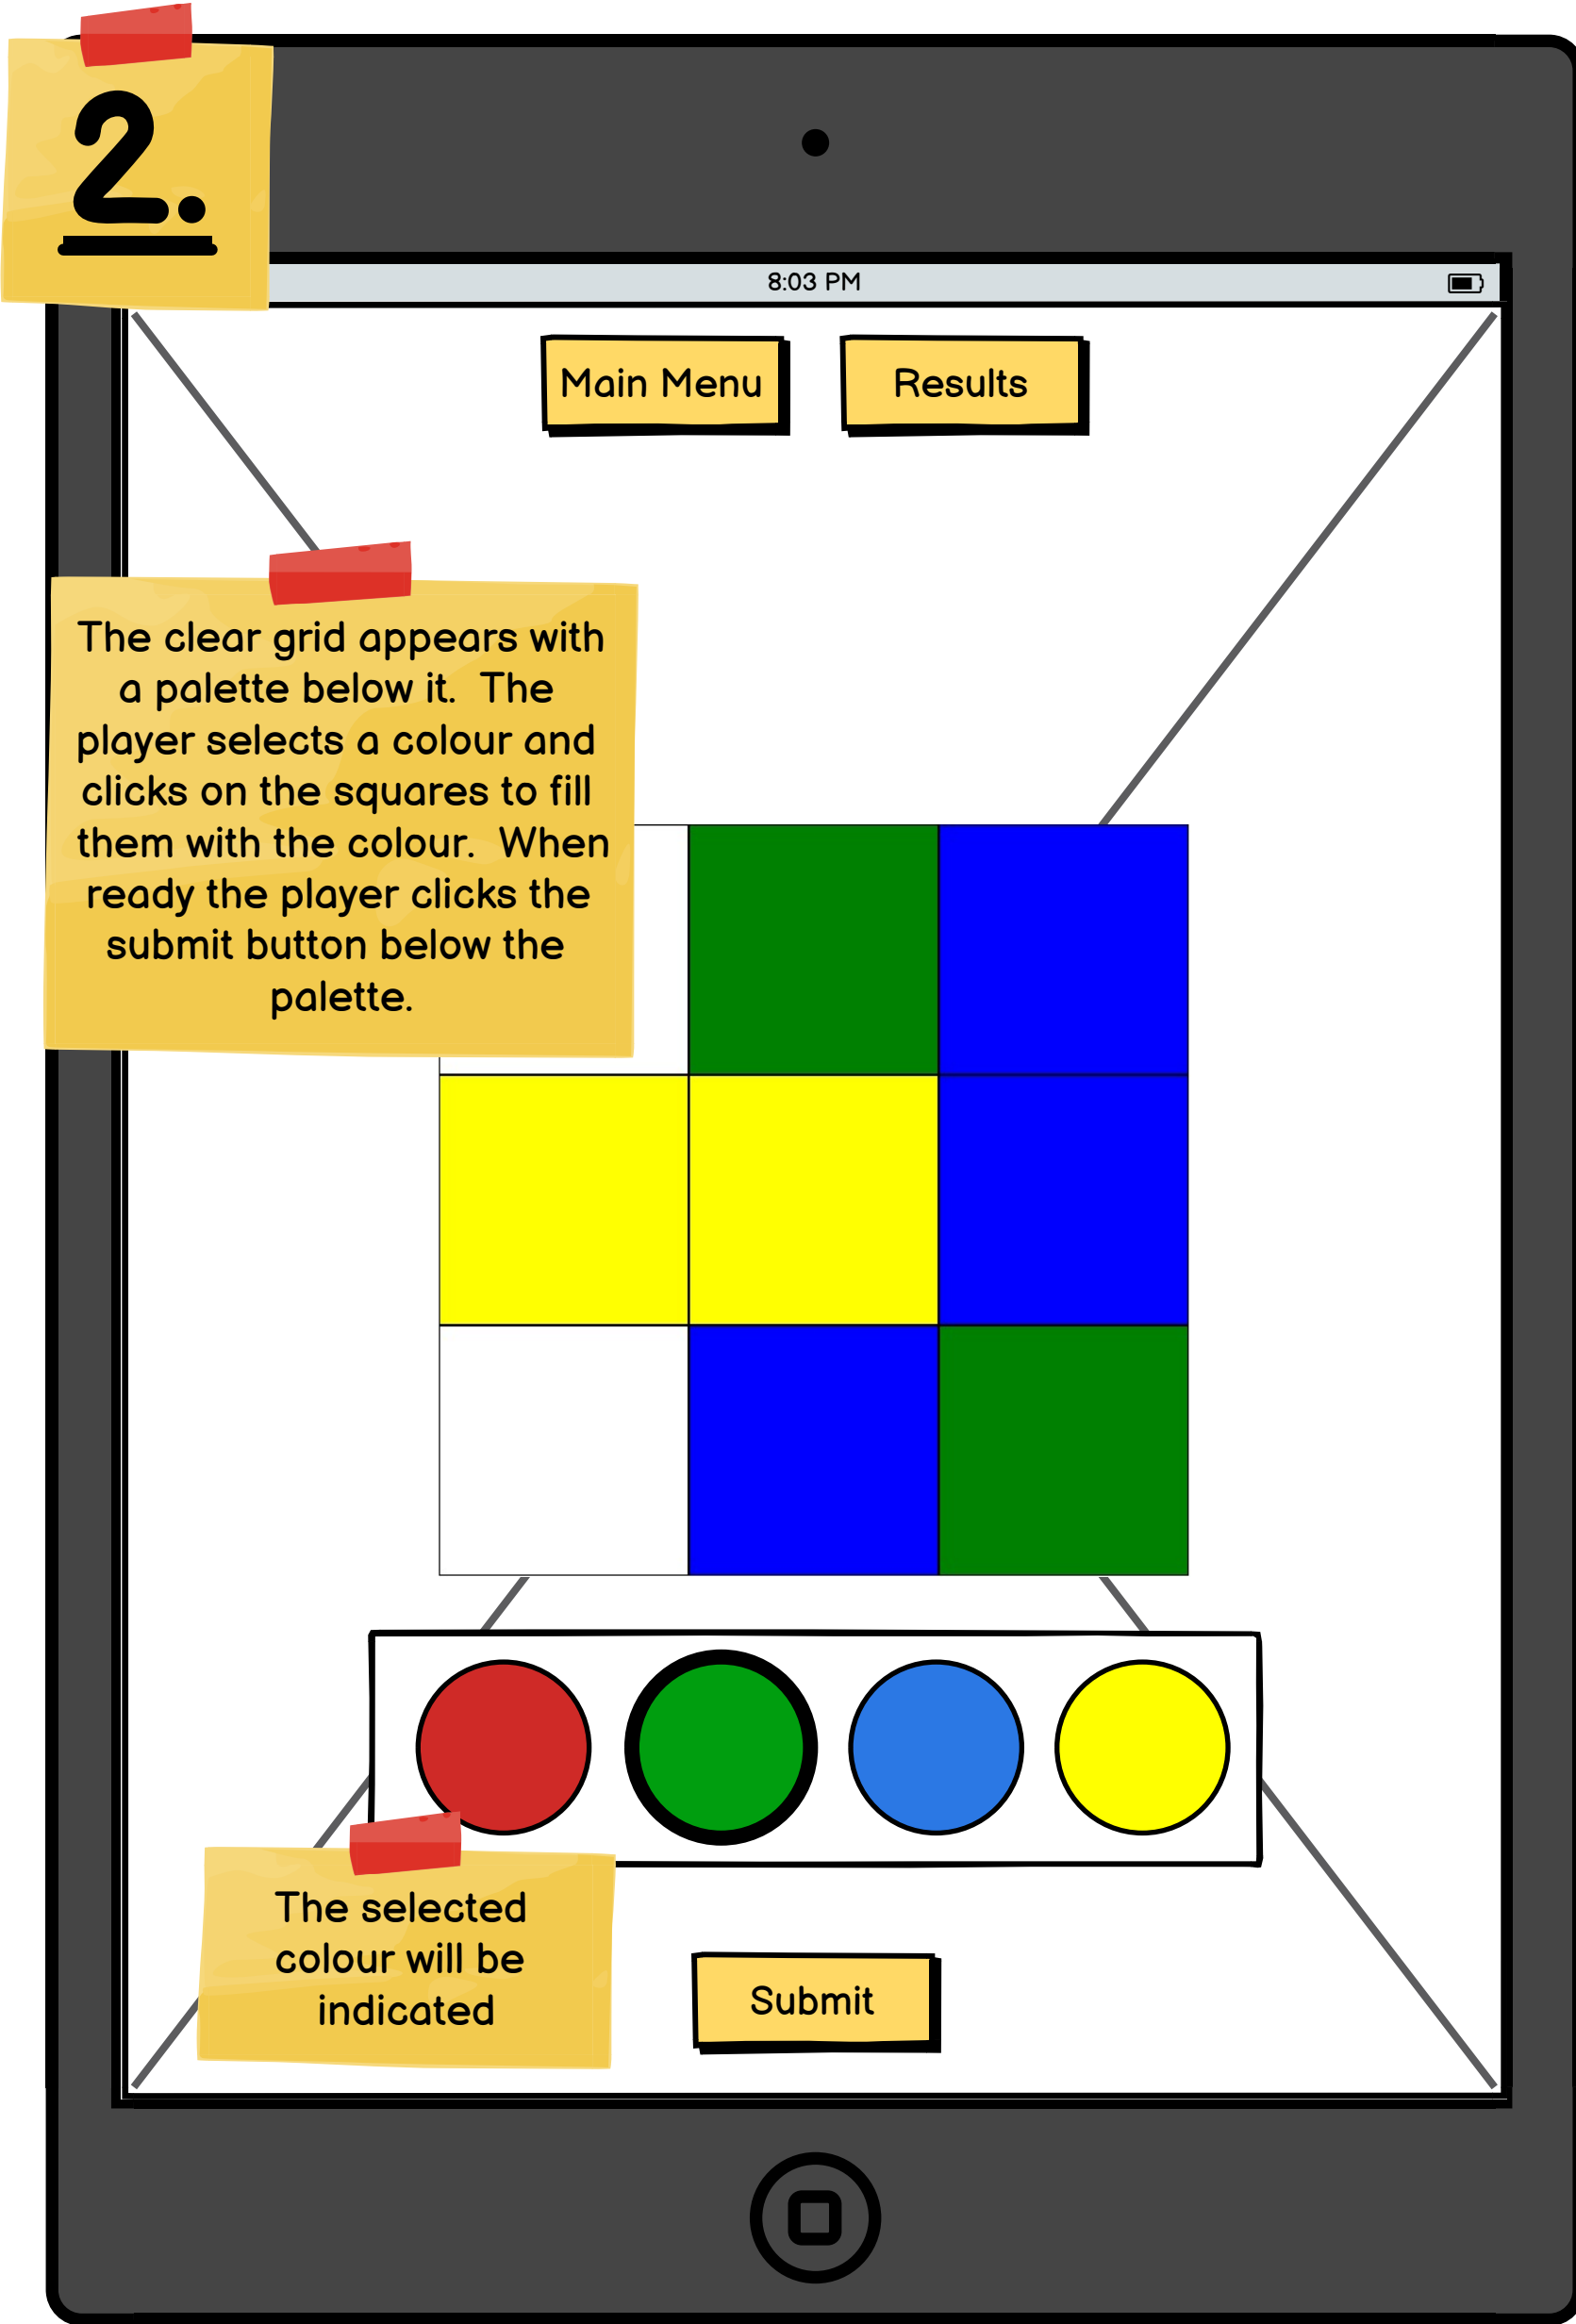 2.
8:03 PM
Main Menu
Results
The clear grid appears with
a palette below it. The
player selects a colour and
clicks on the squares to fill
them with the colour. When
ready the player clicks the
submit button below the
palette.
The selected
colour will be
indicated
Submit